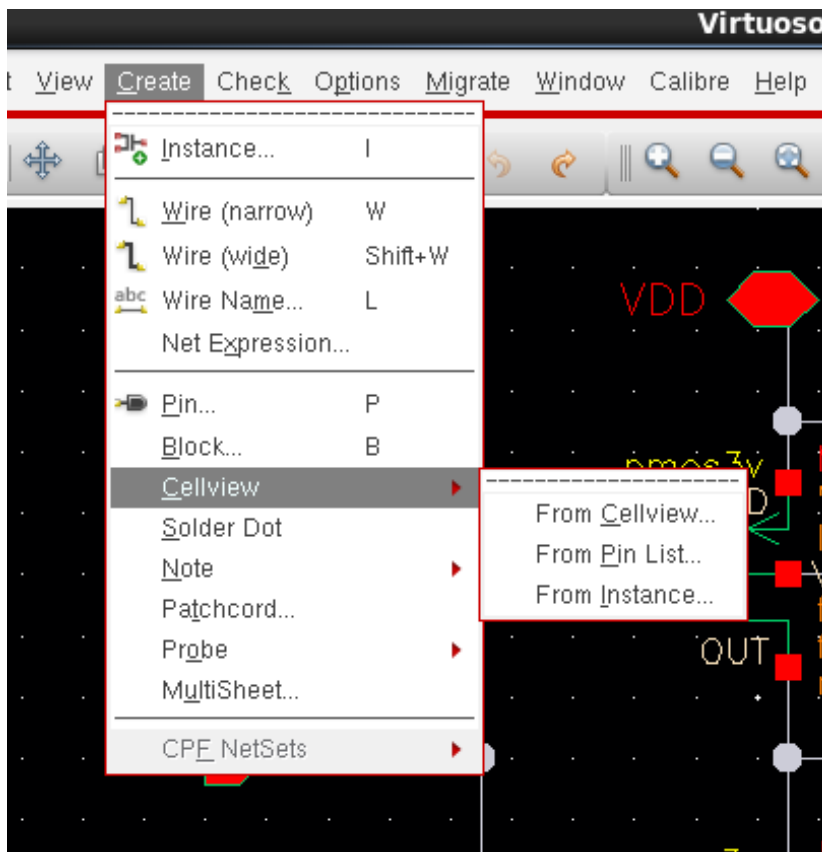 Virtuoso
t View Create Check Options Migrate Window Calibre Help
Instance... I
Wire (narrow) W
Wire (wide) Shift+W
abc Wire Name... L
Net Expression...
Pin... P
Block... B
Cellview
Solder Dot
Note
Patchcord...
Probe
MultiSheet...
CPF NetSets
From Cellview...
From Pin List...
From Instance...
VDD
pmos3v
D
OUT